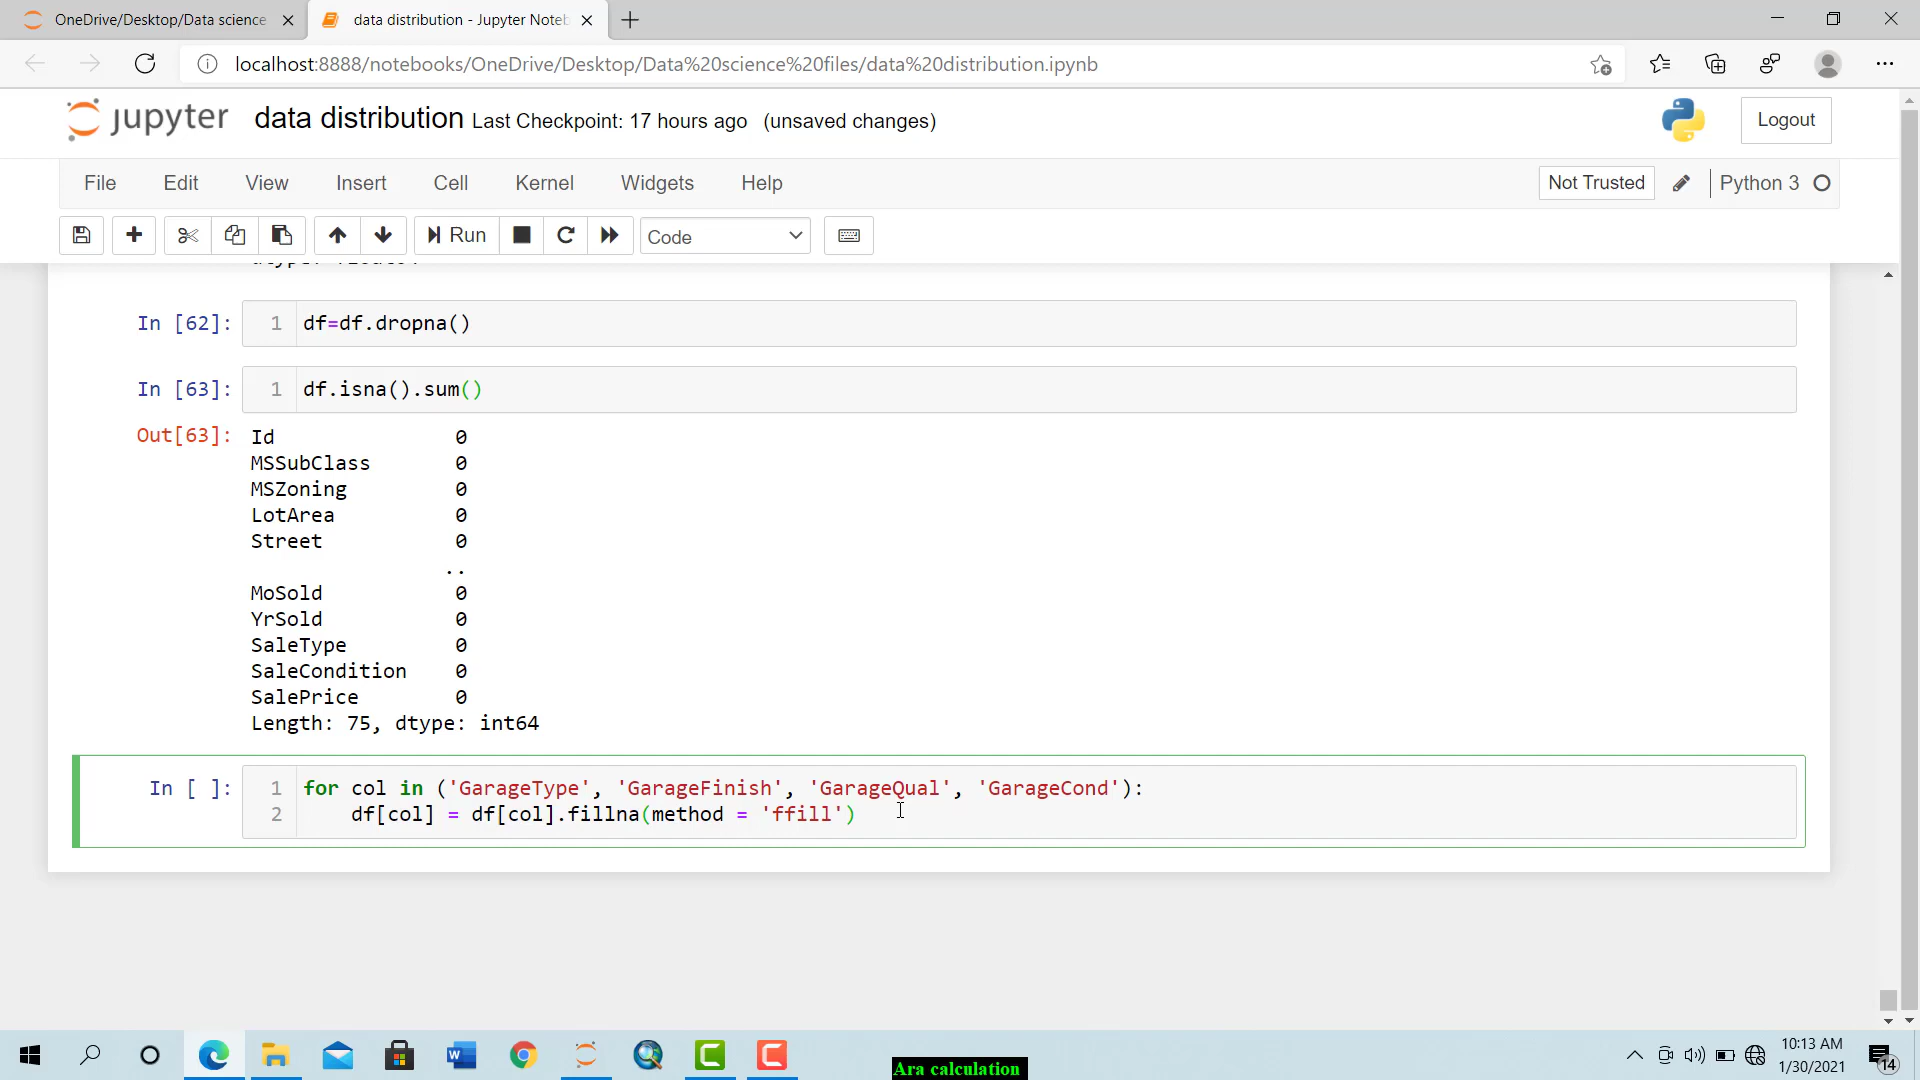 OneDrive/Desktop/Data science
data distribution - Jupyter Noteb
localhost:8888/notebooks/OneDrive/Desktop/Data%20science%20files/data%20distribution.ipynb
jupyter data distribution Last Checkpoint: 17 hours ago (unsaved changes)
Logout
File Edit View Insert Cell Kernel Widgets Help
Not Trusted Python 3
Run Code
In [62]: 1 df=df.dropna()
In [63]: 1 df.isna().sum()
Out[63]: Id 0
MSSubClass 0
MSZoning 0
LotArea 0
Street 0
..
MoSold 0
YrSold 0
SaleType 0
SaleCondition 0
SalePrice 0
Length: 75, dtype: int64
In [ ]: 1 for col in ('GarageType', 'GarageFinish', 'GarageQual', 'GarageCond'):
2 df[col] = df[col].fillna(method = 'ffill')
10:13 AM
1/30/2021
14
Ara calculation